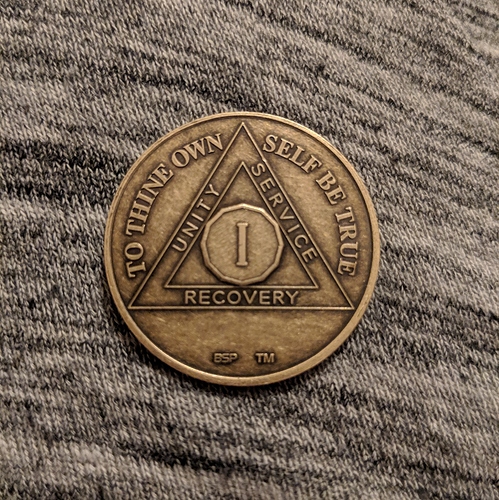 TO THINE OWN SELF BE TRUE
UNITY
SERVICE
I
RECOVERY
BSP TM